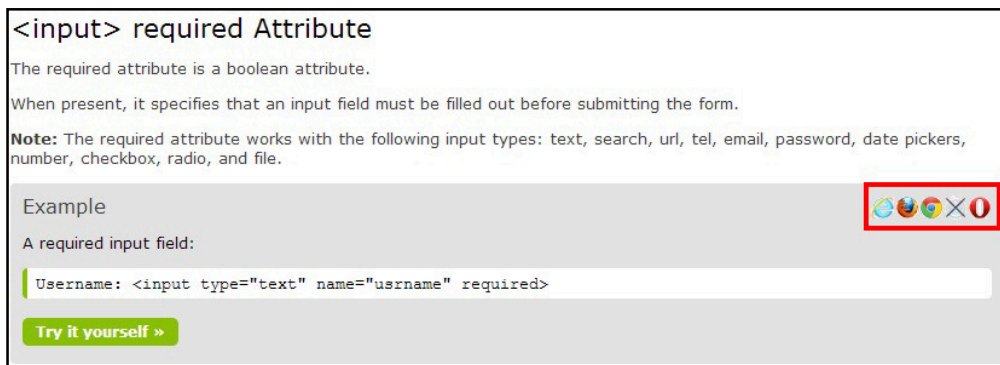 <input> required Attribute
The required attribute is a boolean attribute.
When present, it specifies that an input field must be filled out before submitting the form.
Note: The required attribute works with the following input types: text, search, url, tel, email, password, date pickers,
number, checkbox, radio, and file.
Example
A required input field:
Username: <input type="text" name="usrname" required>
Try it yourself »